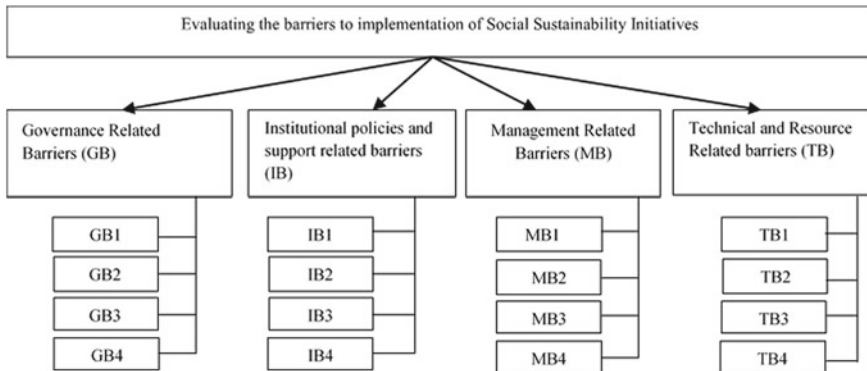 Evaluating the barriers to implementation of Social Sustainability Initiatives
Governance Related
Barriers (GB)
Institutional policies and
support related barriers
(IB)
Management Related
Barriers (MB)
Technical and Resource
Related barriers (TB)
GB1
GB2
GB3
GB4
IB1
IB2
IB3
IB4
MB1
MB2
MB3
MB4
TB1
TB2
TB3
TB4